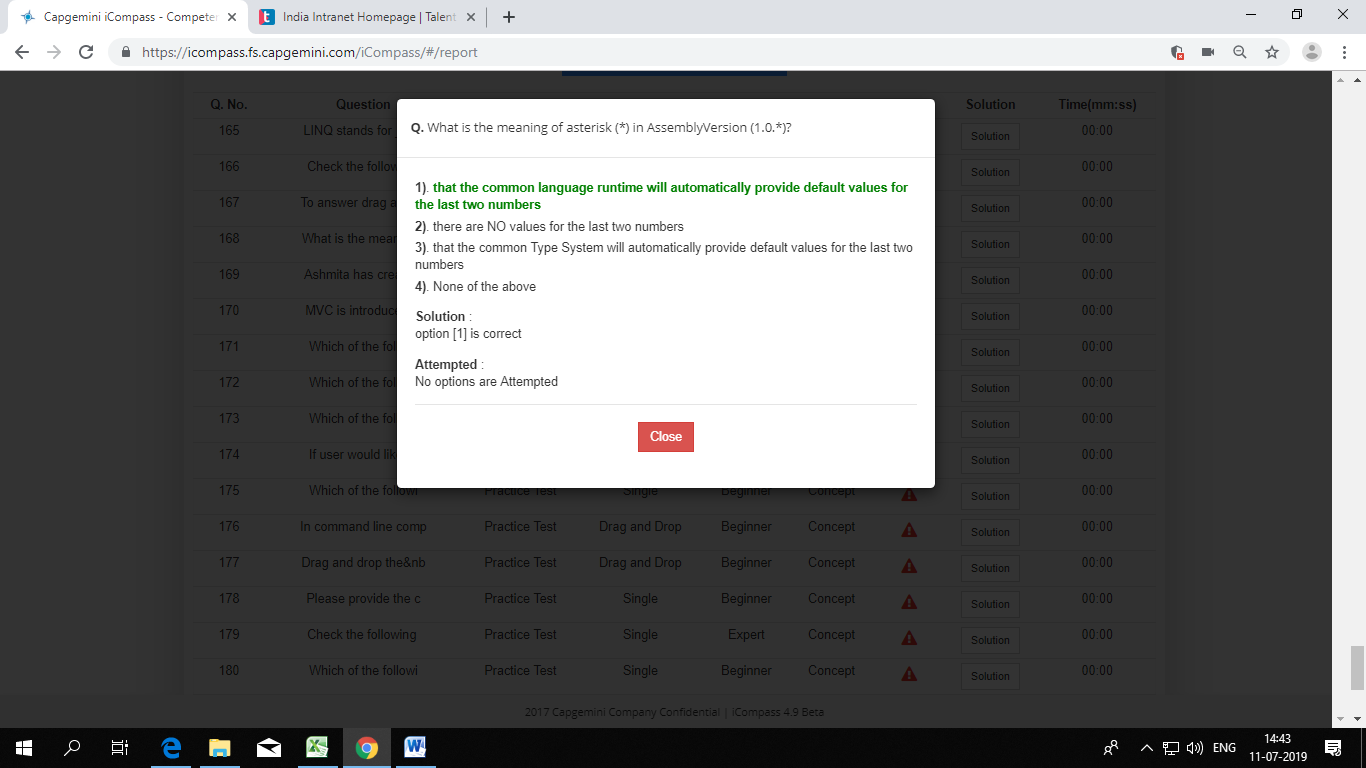 Capgemini iCompass - Competen
India Intranet Homepage | Talent
https://icompass.fs.capgemini.com/iCompass/#/report
Q. No. Question Solution Time(mm:ss)
165 LINQ stands for Solution 00:00
166 Check the follow Solution 00:00
167 To answer drag a Solution 00:00
168 What is the mean Solution 00:00
169 Ashmita has cre Solution 00:00
170 MVC is introduc Solution 00:00
171 Which of the fol Solution 00:00
172 Which of the fol Solution 00:00
173 Which of the fol Solution 00:00
174 If user would lik Solution 00:00
175 Which of the followi Practice Test Single Beginner Concept Solution 00:00
176 In command line comp Practice Test Drag and Drop Beginner Concept Solution 00:00
177 Drag and drop the&nb Practice Test Drag and Drop Beginner Concept Solution 00:00
178 Please provide the c Practice Test Single Beginner Concept Solution 00:00
179 Check the following Practice Test Single Expert Concept Solution 00:00
180 Which of the followi Practice Test Single Beginner Concept Solution 00:00
Q. What is the meaning of asterisk (*) in AssemblyVersion (1.0.*)?
1). that the common language runtime will automatically provide default values for
the last two numbers
2). there are NO values for the last two numbers
3). that the common Type System will automatically provide default values for the last two
numbers
4). None of the above
Solution :
option [1] is correct
Attempted :
No options are Attempted
Close
2017 Capgemini Company Confidential | iCompass 4.9 Beta
ENG
14:43
11-07-2019